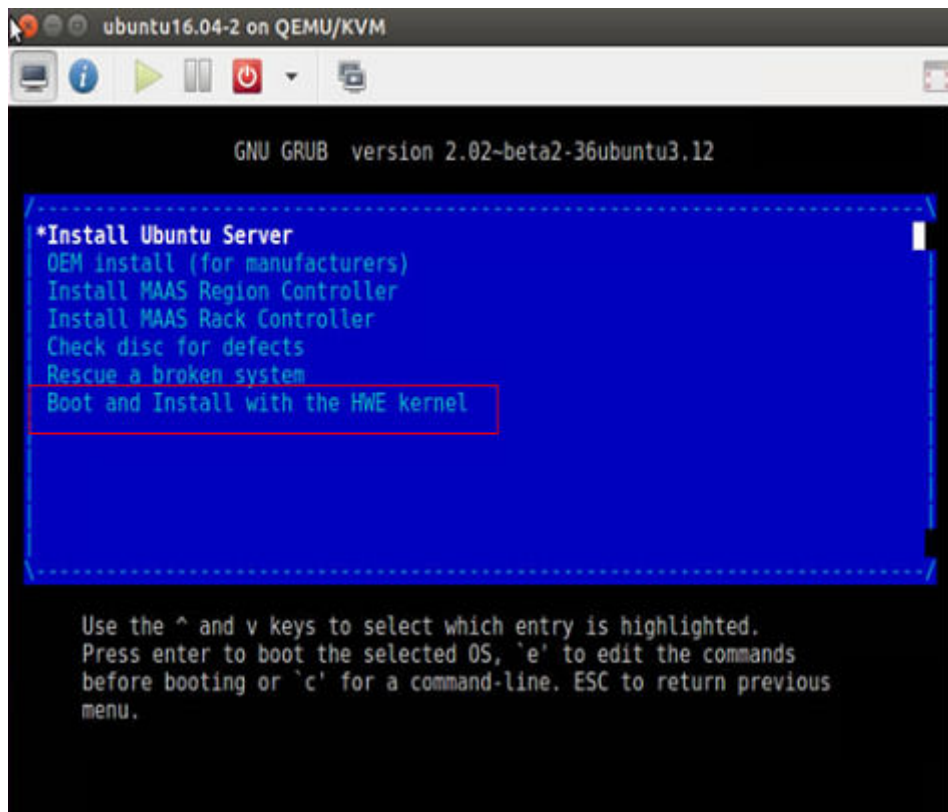 ubuntu16.04-2 on QEMU/KVM
GNU GRUB version 2.02~beta2-36ubuntu3.12
*Install Ubuntu Server
OEM install (for manufacturers)
Install MAAS Region Controller
Install MAAS Rack Controller
Check disc for defects
Rescue a broken system
Boot and Install with the HWE kernel
Use the ^ and v keys to select which entry is highlighted.
Press enter to boot the selected OS, `e' to edit the commands
before booting or `c' for a command-line. ESC to return previous
menu.